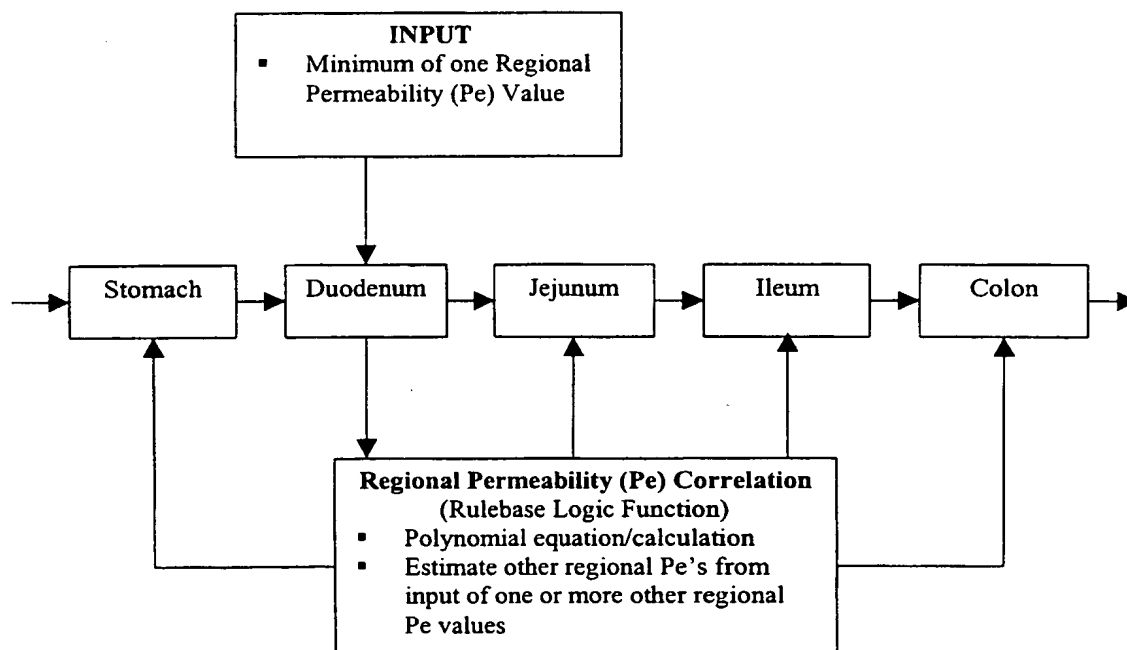 INPUT
▪ Minimum of one Regional
Permeability (Pe) Value
Stomach
Duodenum
Jejunum
Ileum
Colon
Regional Permeability (Pe) Correlation
(Rulebase Logic Function)
▪ Polynomial equation/calculation
▪ Estimate other regional Pe's from
input of one or more other regional
Pe values